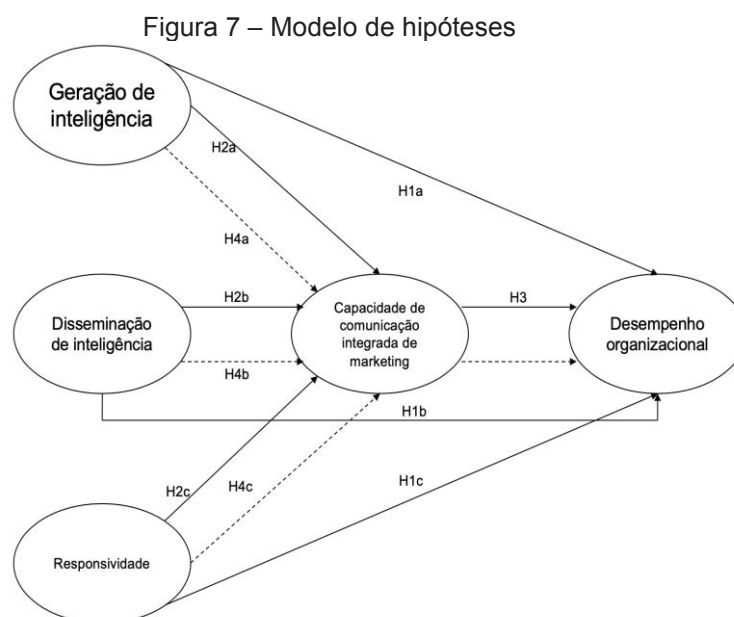 Figura 7 – Modelo de hipóteses
Geração de
inteligência
H2a
H1a
H4a
Disseminação
de inteligência
H2b
H4b
Capacidade de
comunicação
integrada de
marketing
H3
Desempenho
organizacional
H1b
H2c
H4c
H1c
Responsividade